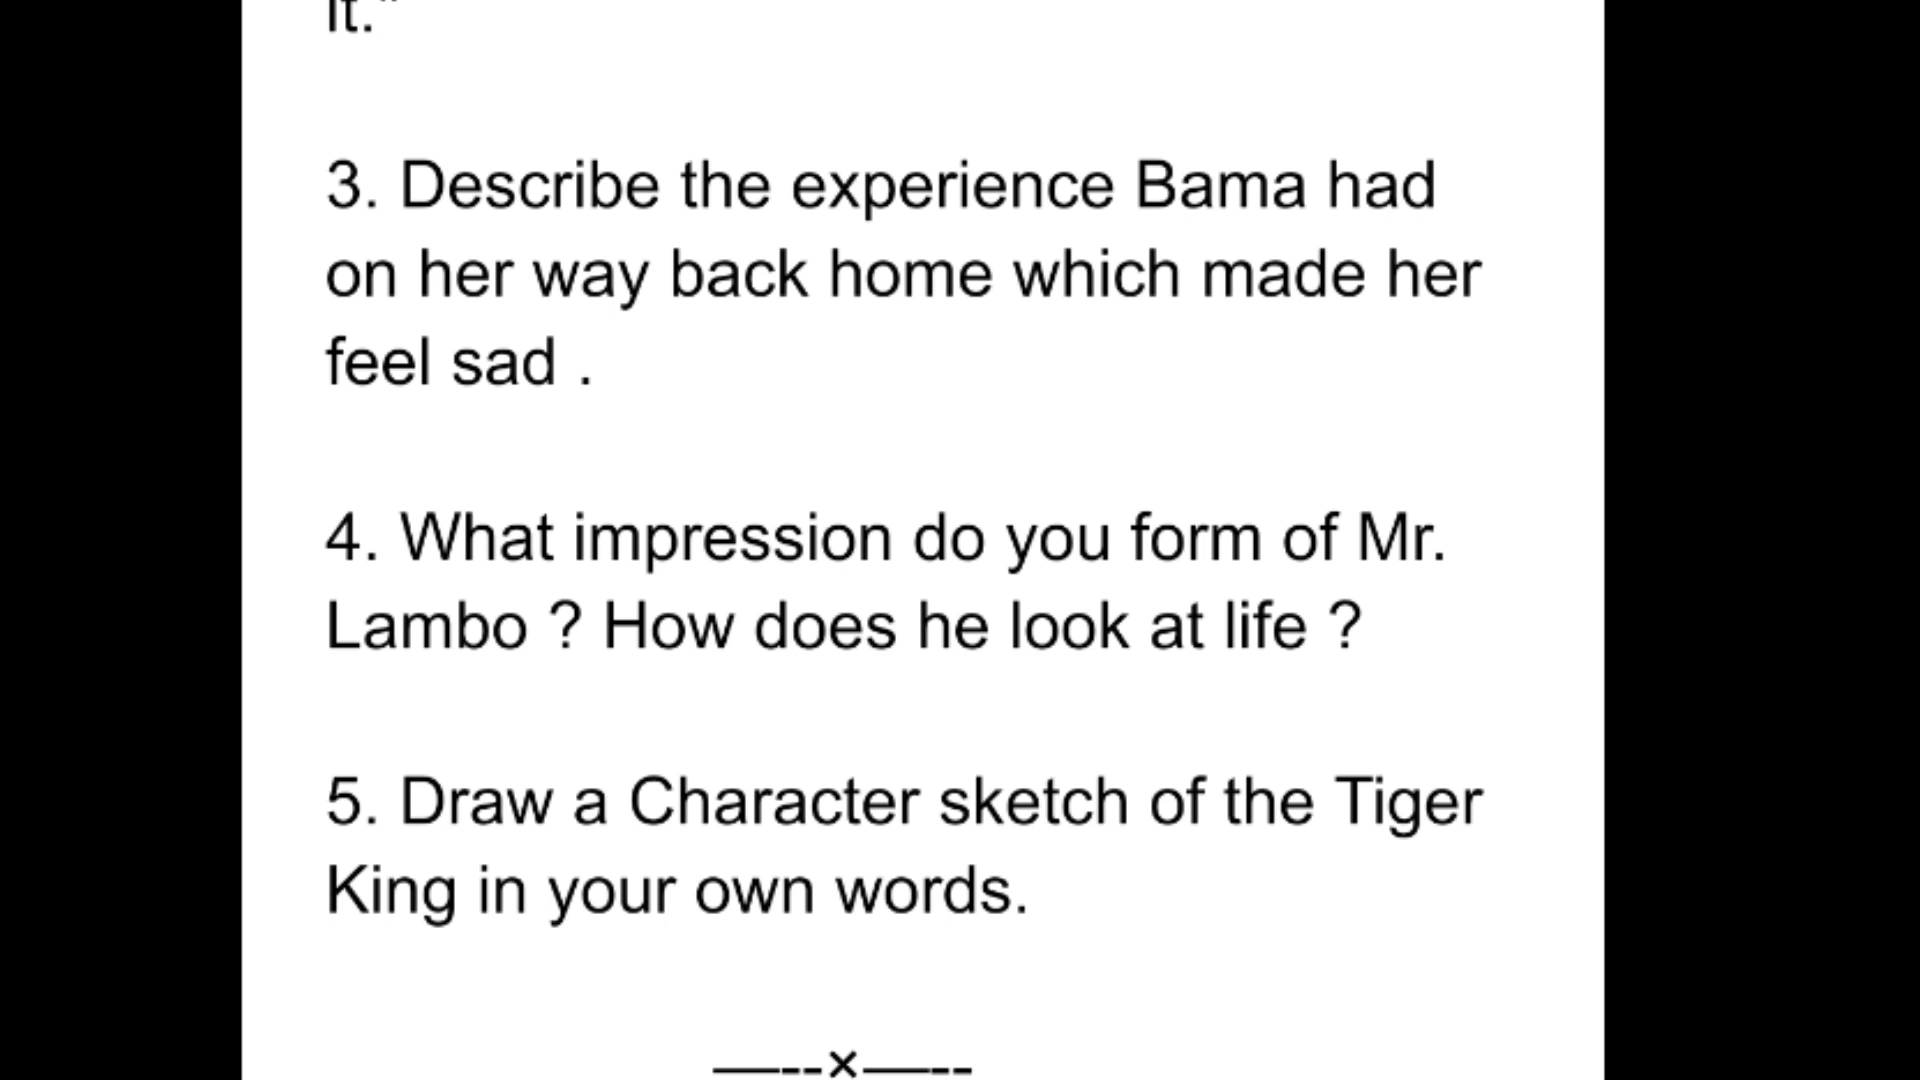 it."
3. Describe the experience Bama had
on her way back home which made her
feel sad .
4. What impression do you form of Mr.
Lambo ? How does he look at life ?
5. Draw a Character sketch of the Tiger
King in your own words.
—--×—--